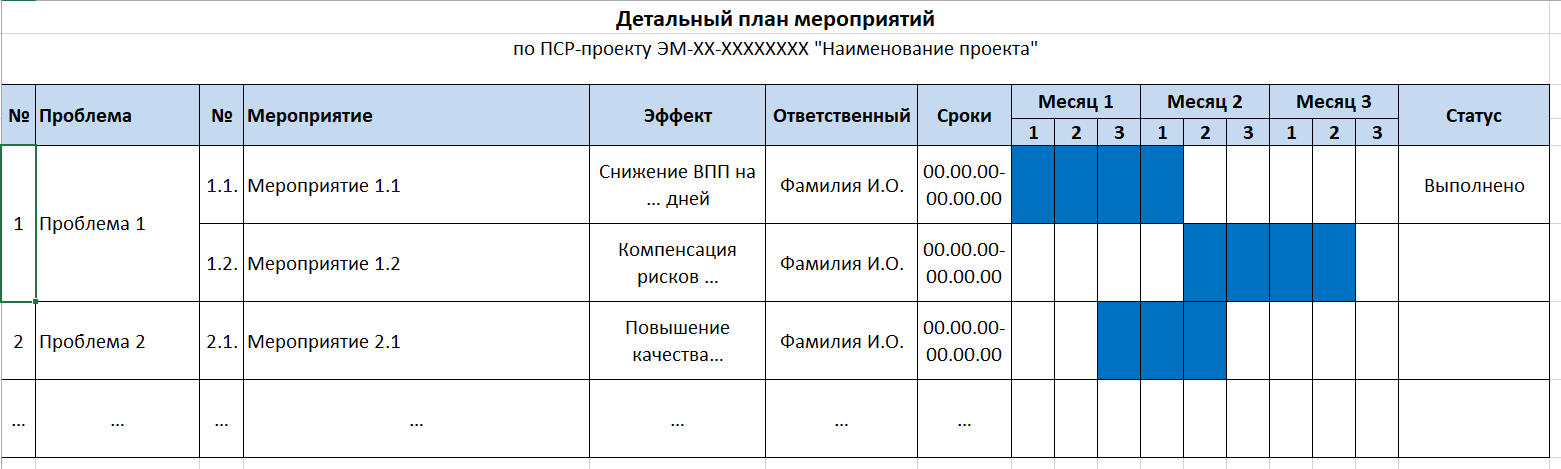 Детальный план мероприятий
по ПСР-проекту ЭМ-ХХ-ХХХХХХХХ "Наименование проекта"
№ Проблема № Мероприятие Эффект Ответственный Сроки Месяц 1 Месяц 2 Месяц 3 Статус
1 2 3 1 2 3 1 2 3
1 Проблема 1 1.1. Мероприятие 1.1 Снижение ВПП на Фамилия И.О. 00.00.00- Выполнено
... дней 00.00.00
1.2. Мероприятие 1.2 Компенсация Фамилия И.О. 00.00.00-
рисков ... 00.00.00
2 Проблема 2 2.1. Мероприятие 2.1 Повышение Фамилия И.О. 00.00.00-
качества... 00.00.00
... ... ... ... ... ... ...